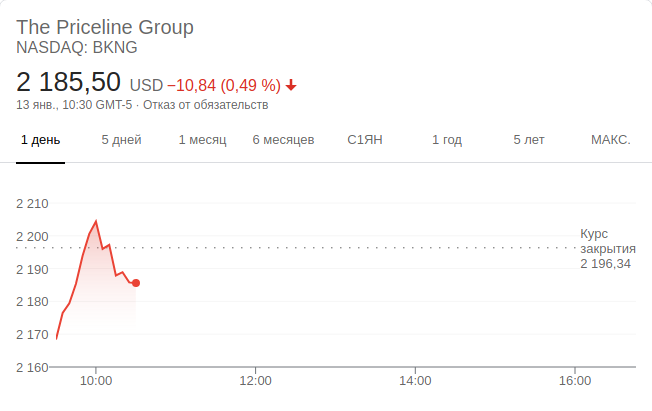 The Priceline Group
NASDAQ: BKNG
2 185,50 USD −10,84 (0,49 %)
13 янв., 10:30 GMT-5 · Отказ от обязательств
1 день 5 дней 1 месяц 6 месяцев С1ЯН 1 год 5 лет МАКС.
2 210
2 200
2 190
2 180
2 170
2 160
Курс
закрытия
2 196,34
10:00 12:00 14:00 16:00